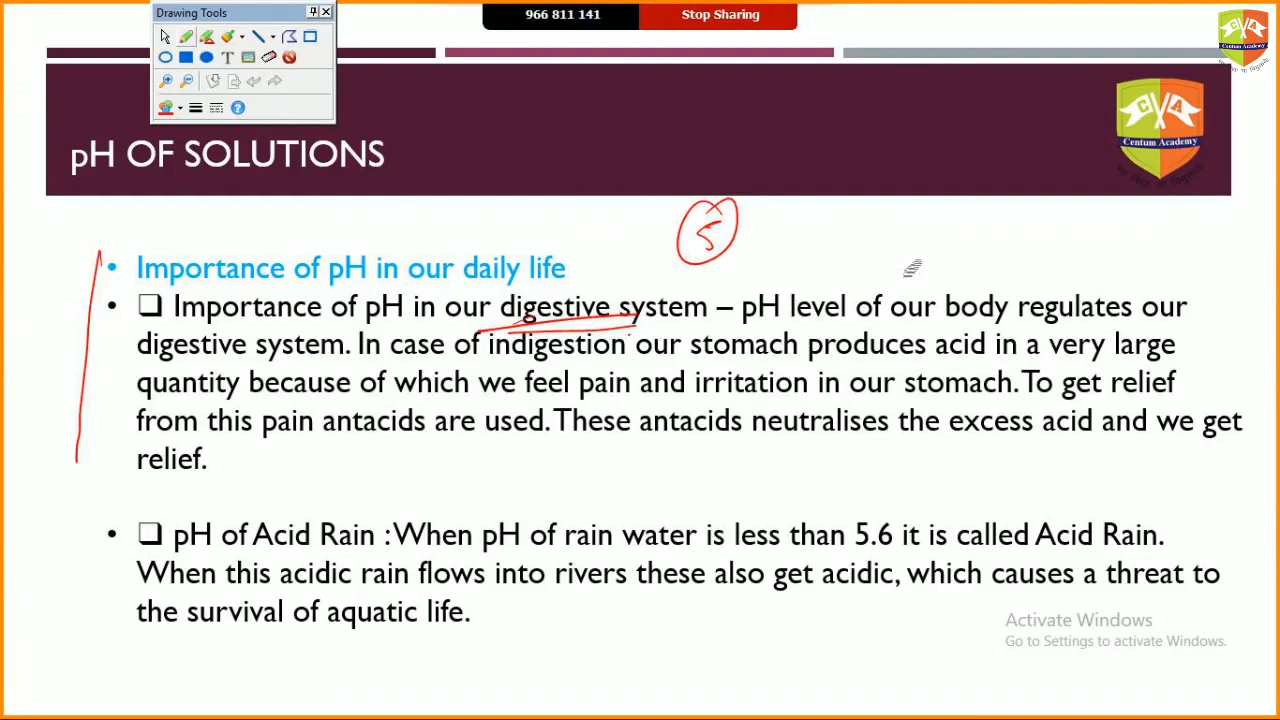 Drawing Tools
966 811 141
Stop Sharing
C A
Centum Academy
C A
Centum Academy
pH OF SOLUTIONS
5
• Importance of pH in our daily life
• ❑ Importance of pH in our digestive system – pH level of our body regulates our
digestive system. In case of indigestion our stomach produces acid in a very large
quantity because of which we feel pain and irritation in our stomach. To get relief
from this pain antacids are used. These antacids neutralises the excess acid and we get
relief.
• ❑ pH of Acid Rain : When pH of rain water is less than 5.6 it is called Acid Rain.
When this acidic rain flows into rivers these also get acidic, which causes a threat to
the survival of aquatic life.
Activate Windows
Go to Settings to activate Windows.